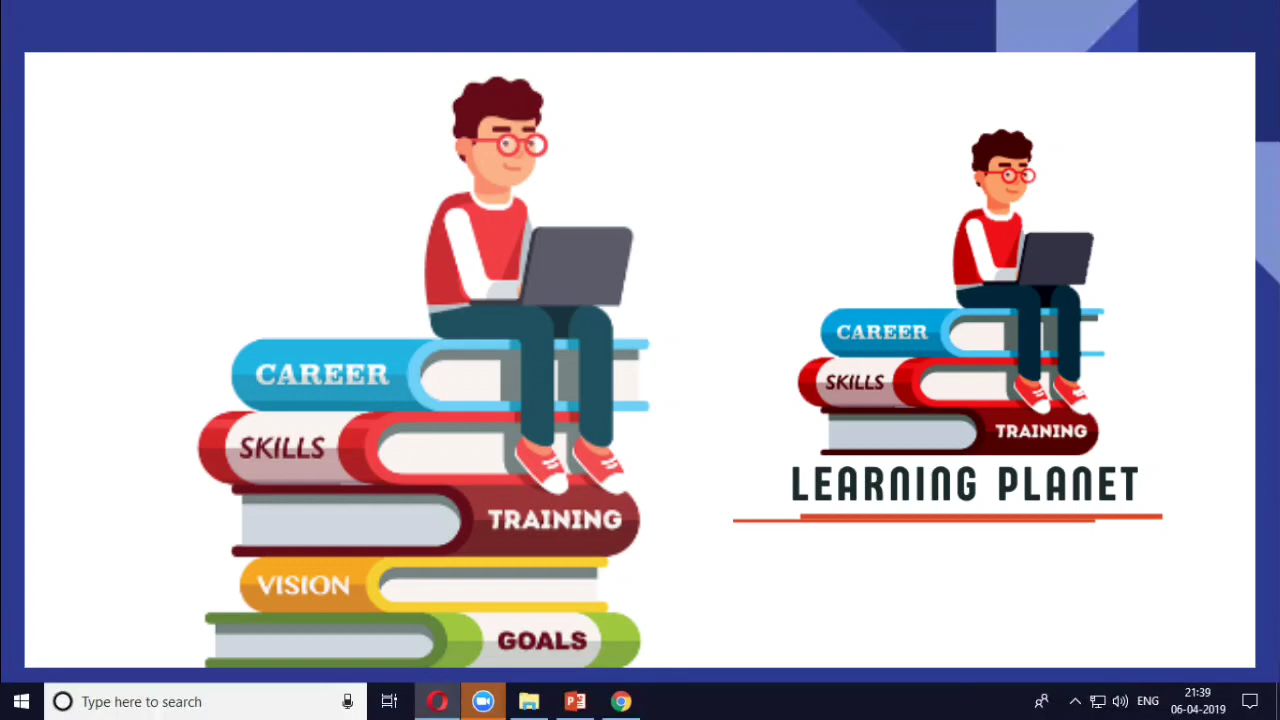 CAREER
SKILLS
TRAINING
VISION
GOALS
CAREER
SKILLS
TRAINING
LEARNING PLANET
Type here to search
ENG
21:39
06-04-2019